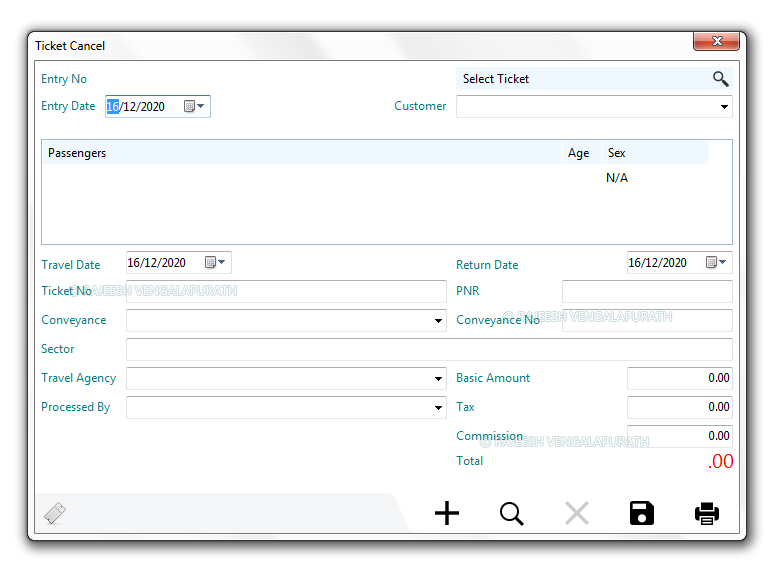 Ticket Cancel
Entry No
Select Ticket
Entry Date 16/12/2020
Customer
Passengers Age Sex
N/A
Travel Date 16/12/2020
Return Date 16/12/2020
Ticket No
© RAJEESH VENGALAPURATH
PNR
Conveyance
Conveyance No
© RAJEESH VENGALAPURATH
Sector
Travel Agency
Basic Amount 0.00
Processed By
Tax 0.00
Commission 0.00
© RAJEESH VENGALAPURATH
Total .00